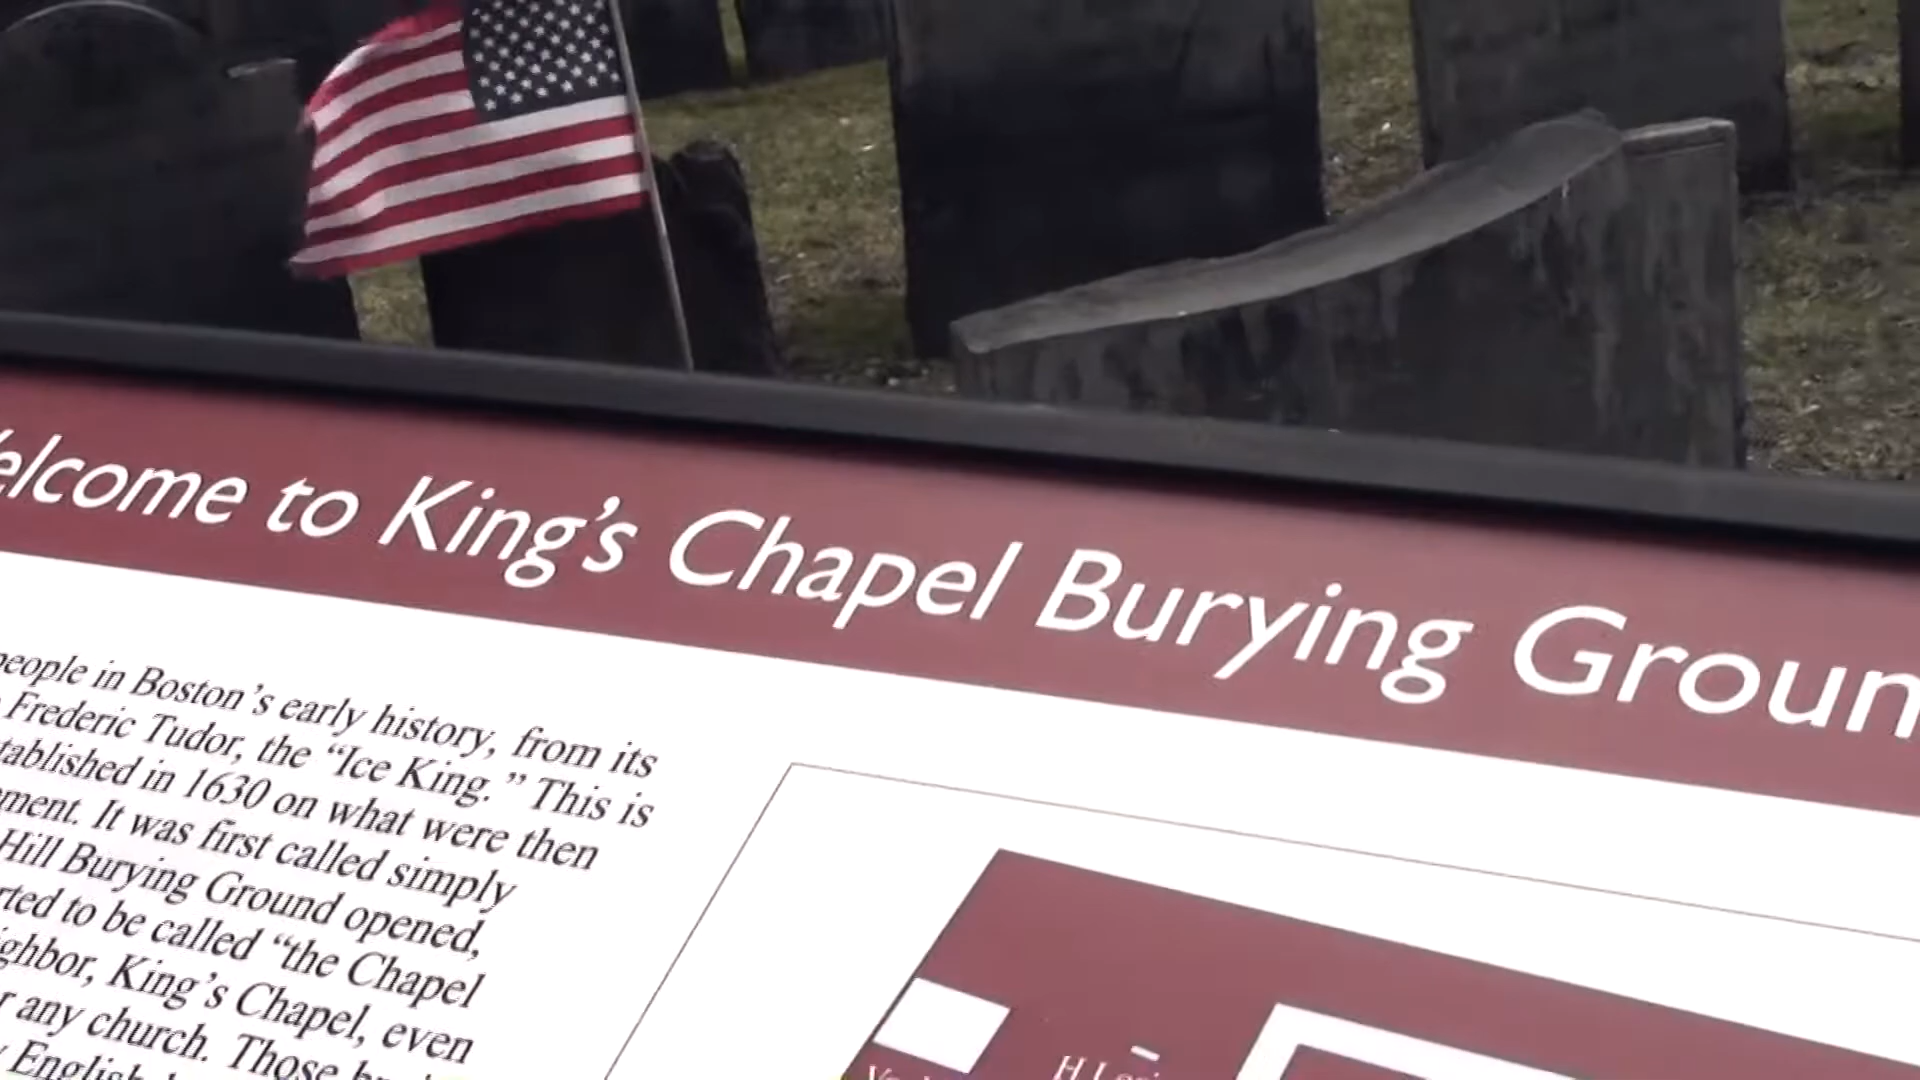 elcome to King's Chapel Burying Groun
people in Boston's early history, from its
Frederic Tudor, the “Ice King.” This is
tablished in 1630 on what were then
ment. It was first called simply
Hill Burying Ground opened,
rted to be called “the Chapel
ighbor, King's Chapel, even
r any church. Those
English